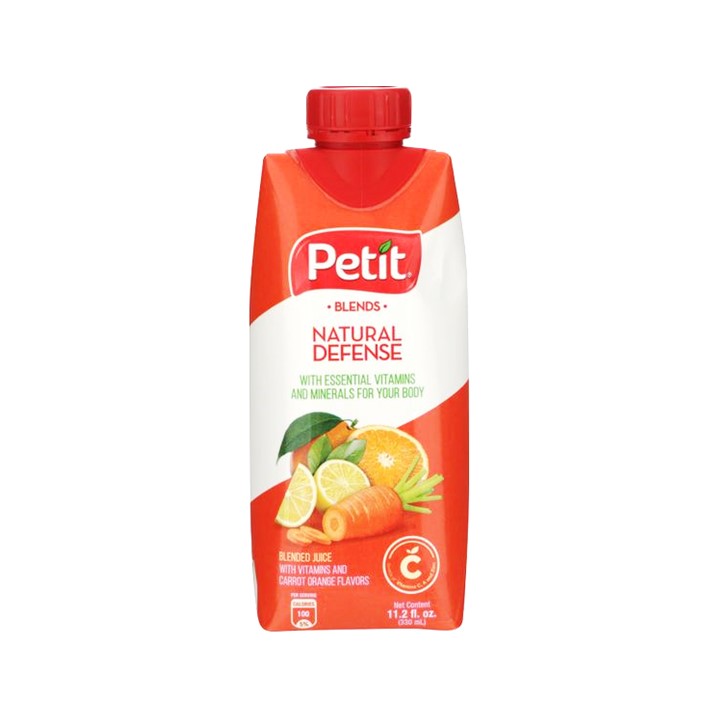 Petit®
• BLENDS •
NATURAL
DEFENSE
WITH ESSENTIAL VITAMINS
AND MINERALS FOR YOUR BODY
BLENDED JUICE
WITH VITAMINS AND
CARROT ORANGE FLAVORS
PER SERVING
CALORIES
100
5%
C
Net Content
11.2 fl. oz.
(330 mL)